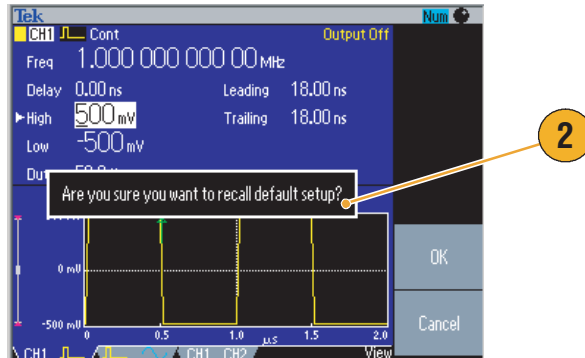 Tek
Num
CH1 Cont
Output Off
Freq 1.000 000 000 00 MHz
Delay 0.00 ns Leading 18.00 ns
High 500 mV Trailing 18.00 ns
Low -500 mV
2
Are you sure you want to recall default setup?
0 mV
OK
-500 mV
0 0.5 1.0 µs 1.5 2.0
Cancel
CH1 CH1 CH2 View